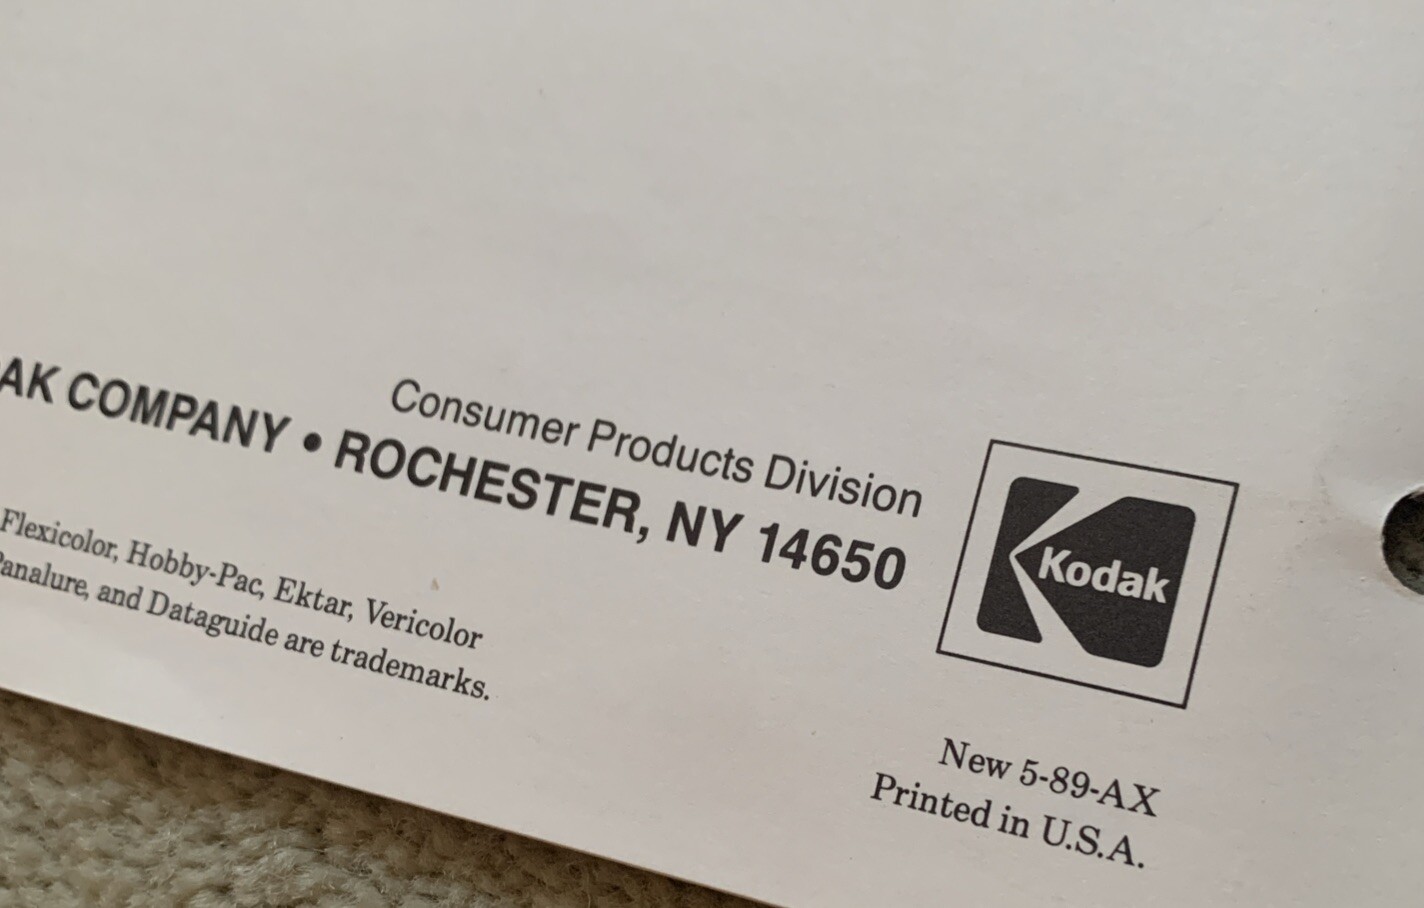 Consumer Products Division
AK COMPANY • ROCHESTER, NY 14650
Kodak
Flexicolor, Hobby-Pac, Ektar, Vericolor
Panalure, and Dataguide are trademarks.
New 5-89-AX
Printed in U.S.A.